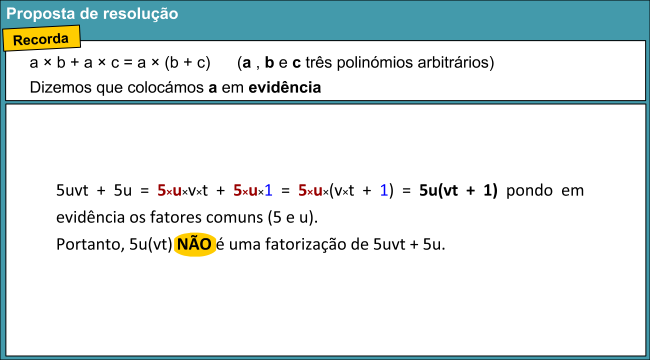 Proposta de resolução
Recorda
a × b + a × c = a × (b + c) (a , b e c três polinómios arbitrários)
Dizemos que colocámos a em evidência
5uvt + 5u = 5×u×v×t + 5×u×1 = 5×u×(v×t + 1) = 5u(vt + 1) pondo em
evidência os fatores comuns (5 e u).
Portanto, 5u(vt) NÃO é uma fatorização de 5uvt + 5u.